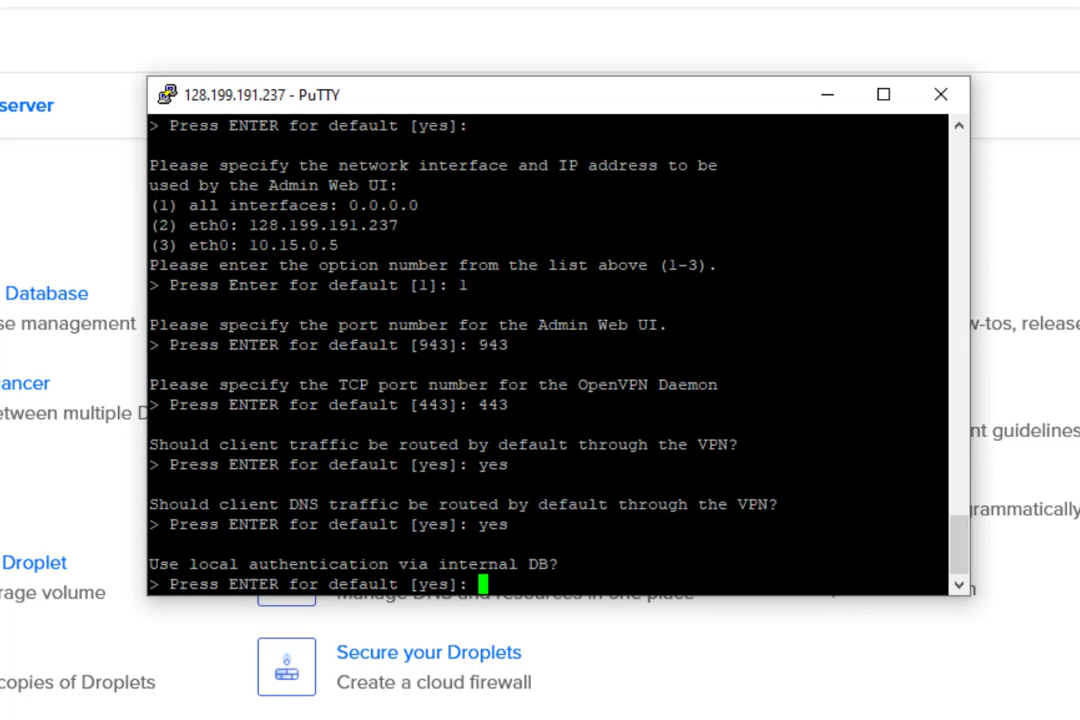 server
128.199.191.237 - PuTTY
> Press ENTER for default [yes]:
Please specify the network interface and IP address to be
used by the Admin Web UI:
(1) all interfaces: 0.0.0.0
(2) eth0: 128.199.191.237
(3) eth0: 10.15.0.5
Please enter the option number from the list above (1-3).
> Press Enter for default [1]: 1
Please specify the port number for the Admin Web UI.
> Press ENTER for default [943]: 943
Please specify the TCP port number for the OpenVPN Daemon
> Press ENTER for default [443]: 443
Should client traffic be routed by default through the VPN?
> Press ENTER for default [yes]: yes
Should client DNS traffic be routed by default through the VPN?
> Press ENTER for default [yes]: yes
Use local authentication via internal DB?
> Press ENTER for default [yes]:
Database
se management
w-tos, release
ancer
etween multiple D
nt guidelines
grammatically
Droplet
rage volume
Manage DNS and resources in one place
Secure your Droplets
copies of Droplets
Create a cloud firewall